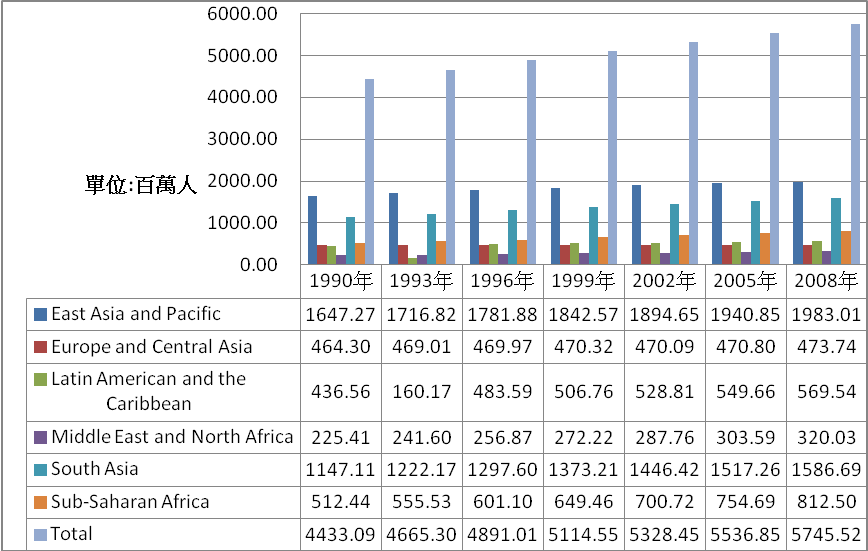 6000.00
5000.00
4000.00
3000.00
單位:百萬人
2000.00
1000.00
0.00
1990年 1993年 1996年 1999年 2002年 2005年 2008年
East Asia and Pacific 1647.27 1716.82 1781.88 1842.57 1894.65 1940.85 1983.01
Europe and Central Asia 464.30 469.01 469.97 470.32 470.09 470.80 473.74
Latin American and the
Caribbean 436.56 160.17 483.59 506.76 528.81 549.66 569.54
Middle East and North Africa 225.41 241.60 256.87 272.22 287.76 303.59 320.03
South Asia 1147.11 1222.17 1297.60 1373.21 1446.42 1517.26 1586.69
Sub-Saharan Africa 512.44 555.53 601.10 649.46 700.72 754.69 812.50
Total 4433.09 4665.30 4891.01 5114.55 5328.45 5536.85 5745.52